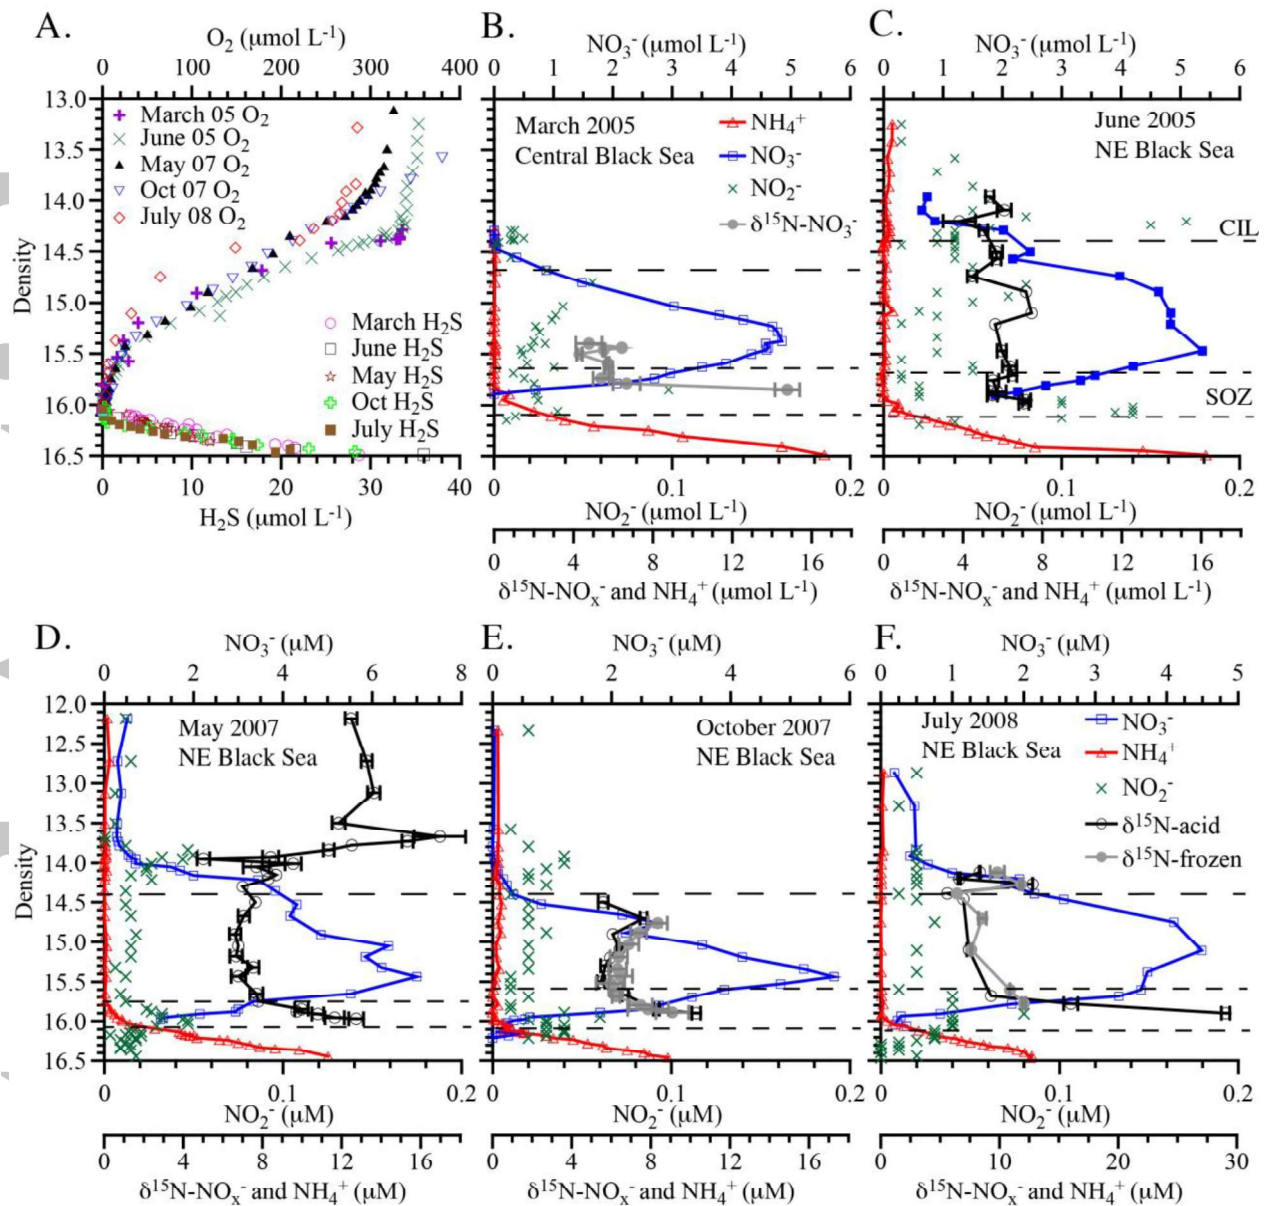 A.
O₂ (μmol L⁻¹)
0 100 200 300 400
13.0
13.5
14.0
14.5
15.0
15.5
16.0
16.5
Density
March 05 O₂
June 05 O₂
May 07 O₂
Oct 07 O₂
July 08 O₂
March H₂S
June H₂S
May H₂S
Oct H₂S
July H₂S
0 10 20 30 40
H₂S (μmol L⁻¹)
B.
NO₃⁻ (μmol L⁻¹)
0 1 2 3 4 5 6
March 2005
Central Black Sea
NH₄⁺
NO₃⁻
NO₂⁻
δ¹⁵N-NO₃⁻
0 0.1 0.2
NO₂⁻ (μmol L⁻¹)
0 4 8 12 16
δ¹⁵N-NOₓ⁻ and NH₄⁺ (μmol L⁻¹)
C.
NO₃⁻ (μmol L⁻¹)
0 1 2 3 4 5 6
June 2005
NE Black Sea
CIL
SOZ
0 0.1 0.2
NO₂⁻ (μmol L⁻¹)
0 4 8 12 16
δ¹⁵N-NOₓ⁻ and NH₄⁺ (μmol L⁻¹)
D.
NO₃⁻ (μM)
0 1 2 3 4 5 6 7 8
12.0
12.5
13.0
13.5
14.0
14.5
15.0
15.5
16.0
16.5
Density
May 2007
NE Black Sea
0 0.1 0.2
NO₂⁻ (μM)
0 4 8 12 16
δ¹⁵N-NOₓ⁻ and NH₄⁺ (μM)
E.
NO₃⁻ (μM)
0 1 2 3 4 5 6
October 2007
NE Black Sea
0 0.1 0.2
NO₂⁻ (μM)
0 4 8 12 16
δ¹⁵N-NOₓ⁻ and NH₄⁺ (μM)
F.
NO₃⁻ (μM)
0 1 2 3 4 5
July 2008
NE Black Sea
NO₃⁻
NH₄⁺
NO₂⁻
δ¹⁵N-acid
δ¹⁵N-frozen
0 0.1 0.2
NO₂⁻ (μM)
0 10 20 30
δ¹⁵N-NOₓ⁻ and NH₄⁺ (μM)